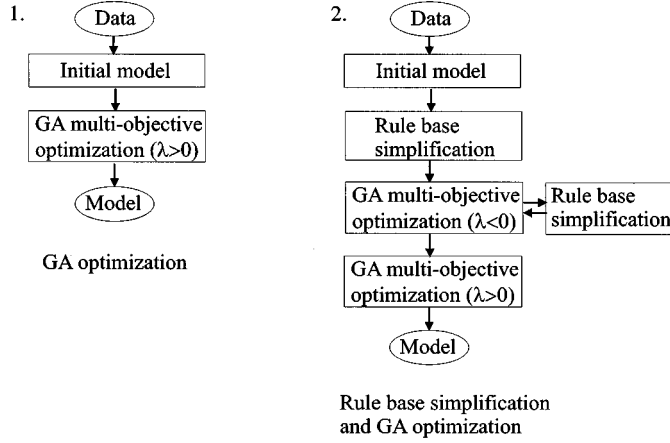 1.
Data
Initial model
GA multi-objective
optimization (λ>0)
Model
GA optimization
2.
Data
Initial model
Rule base
simplification
GA multi-objective
optimization (λ<0)
Rule base
simplification
GA multi-objective
optimization (λ>0)
Model
Rule base simplification
and GA optimization